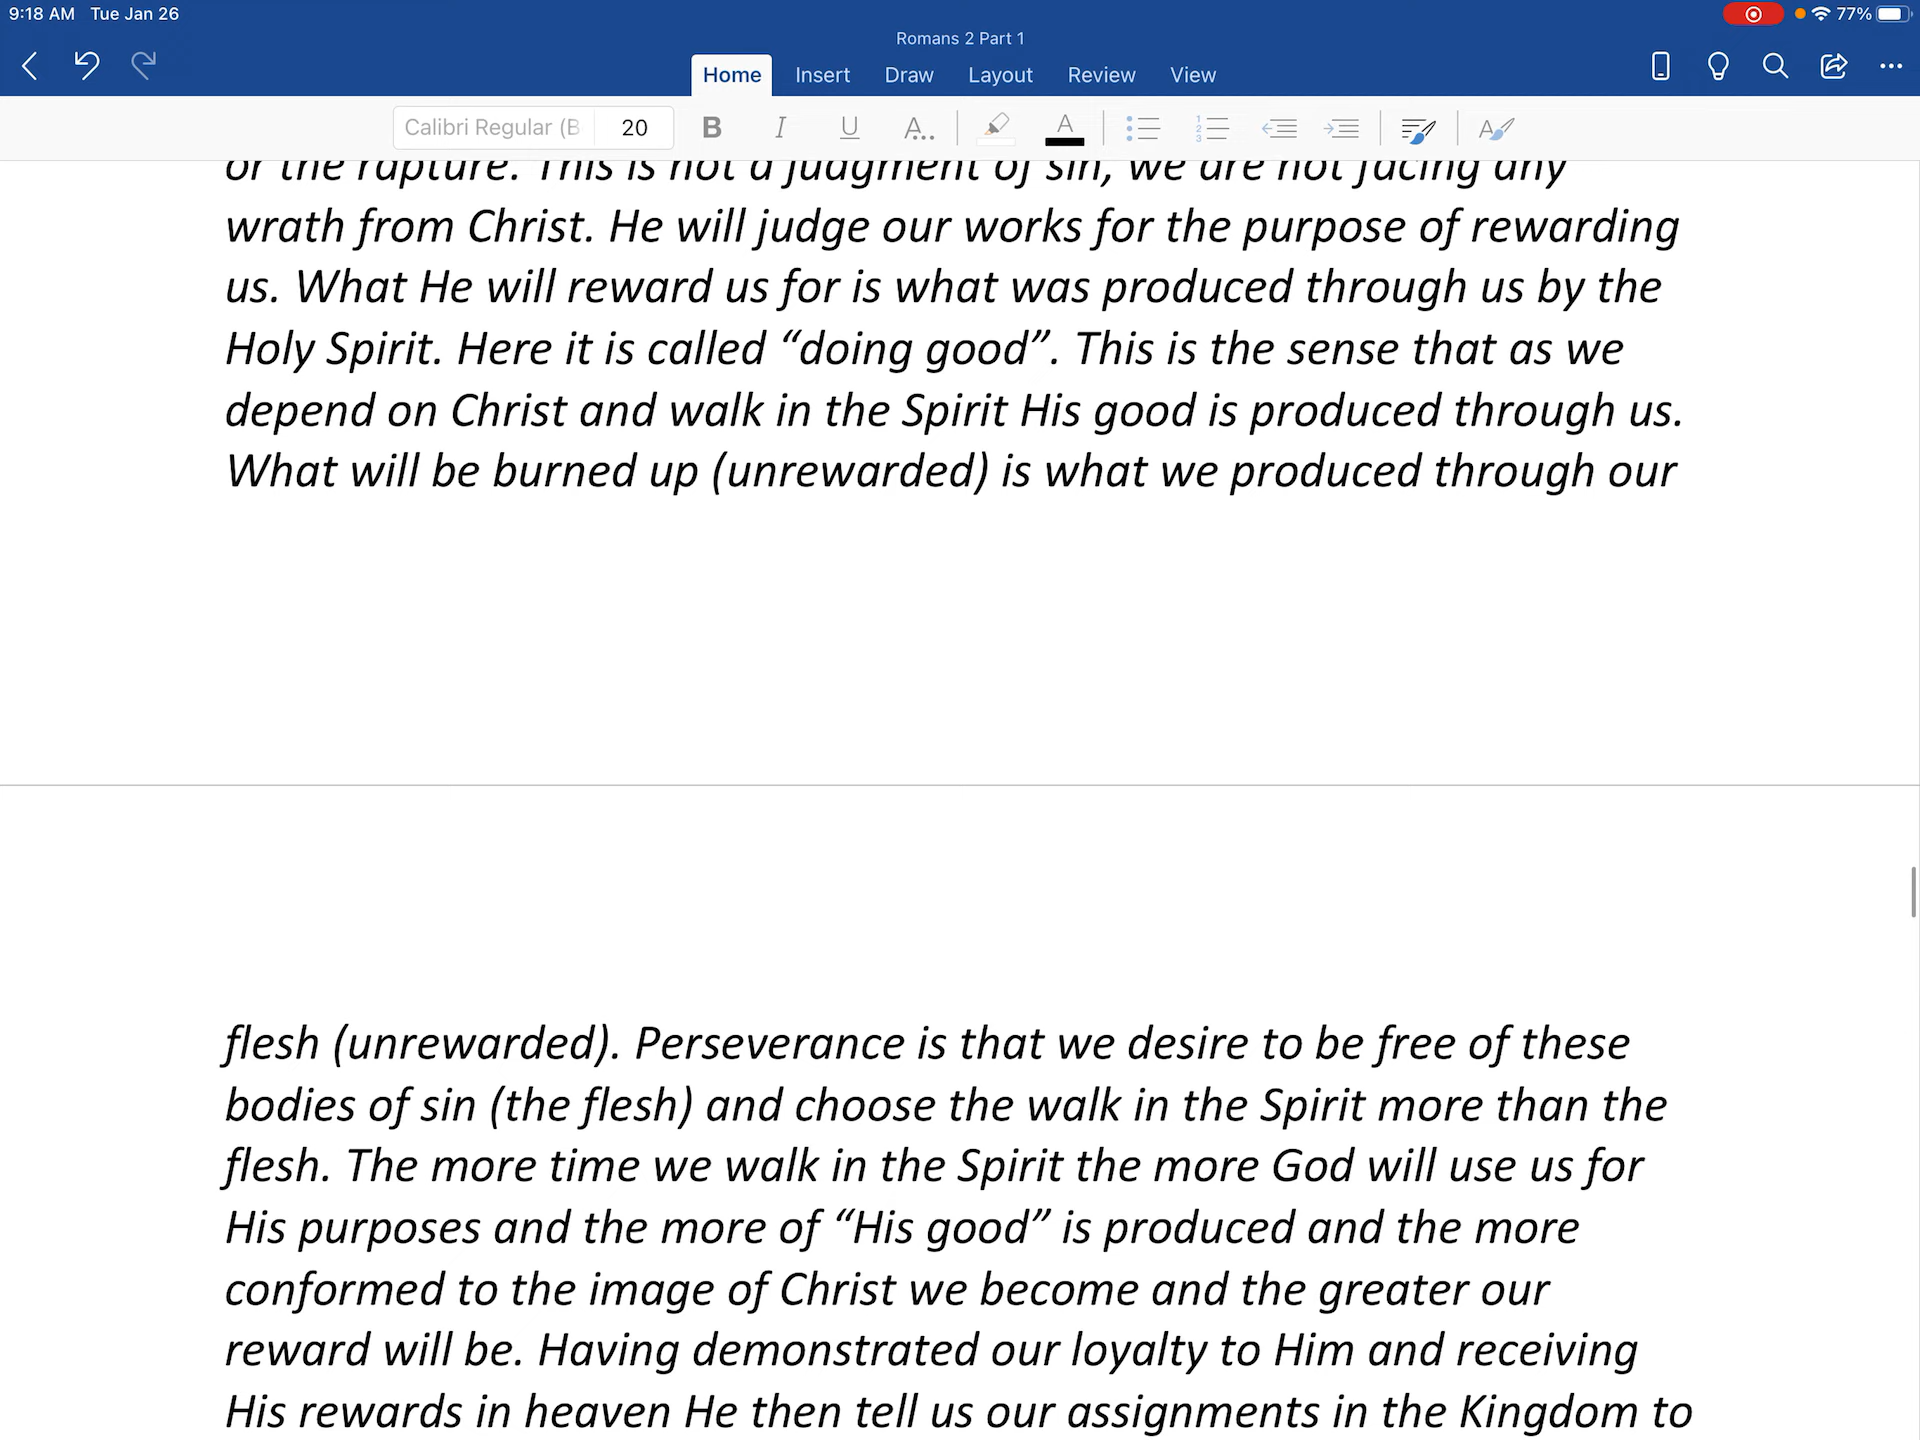 9:18 AM Tue Jan 26
77%
Romans 2 Part 1
Home Insert Draw Layout Review View
Calibri Regular (B 20 B I U A..
or the rapture. This is not a judgment of sin, we are not facing any
wrath from Christ. He will judge our works for the purpose of rewarding
us. What He will reward us for is what was produced through us by the
Holy Spirit. Here it is called “doing good”. This is the sense that as we
depend on Christ and walk in the Spirit His good is produced through us.
What will be burned up (unrewarded) is what we produced through our
flesh (unrewarded). Perseverance is that we desire to be free of these
bodies of sin (the flesh) and choose the walk in the Spirit more than the
flesh. The more time we walk in the Spirit the more God will use us for
His purposes and the more of “His good” is produced and the more
conformed to the image of Christ we become and the greater our
reward will be. Having demonstrated our loyalty to Him and receiving
His rewards in heaven He then tell us our assignments in the Kingdom to